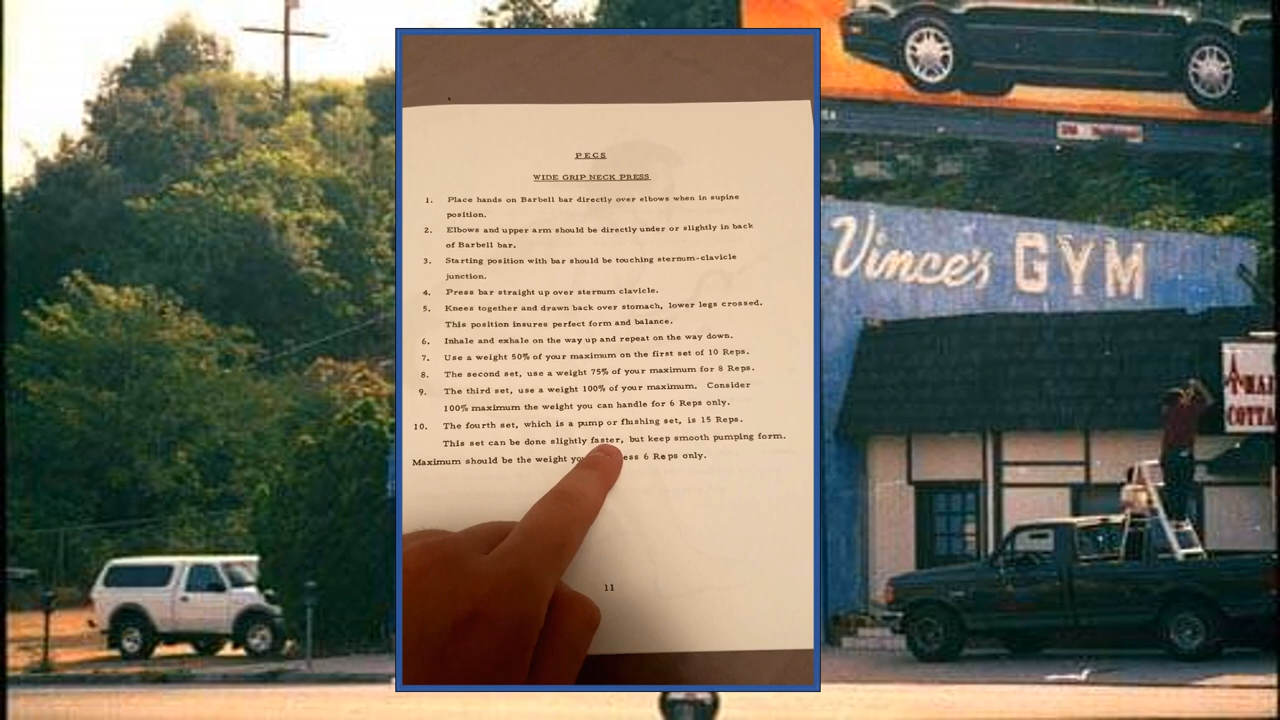 PECS
WIDE GRIP NECK PRESS
1. Place hands on Barbell bar directly over elbows when in supine
position.
2. Elbows and upper arm should be directly under or slightly in back
of Barbell bar.
3. Starting position with bar should be touching sternum-clavicle
junction.
4. Press bar straight up over sternum clavicle.
5. Knees together and drawn back over stomach, lower legs crossed.
This position insures perfect form and balance.
6. Inhale and exhale on the way up and repeat on the way down.
7. Use a weight 50% of your maximum on the first set of 10 Reps.
8. The second set, use a weight 75% of your maximum for 8 Reps.
9. The third set, use a weight 100% of your maximum. Consider
100% maximum the weight you can handle for 6 Reps only.
10. The fourth set, which is a pump or flushing set, is 15 Reps.
This set can be done slightly faster, but keep smooth pumping form.
Maximum should be the weight 6 Reps only.
11
Vince's GYM